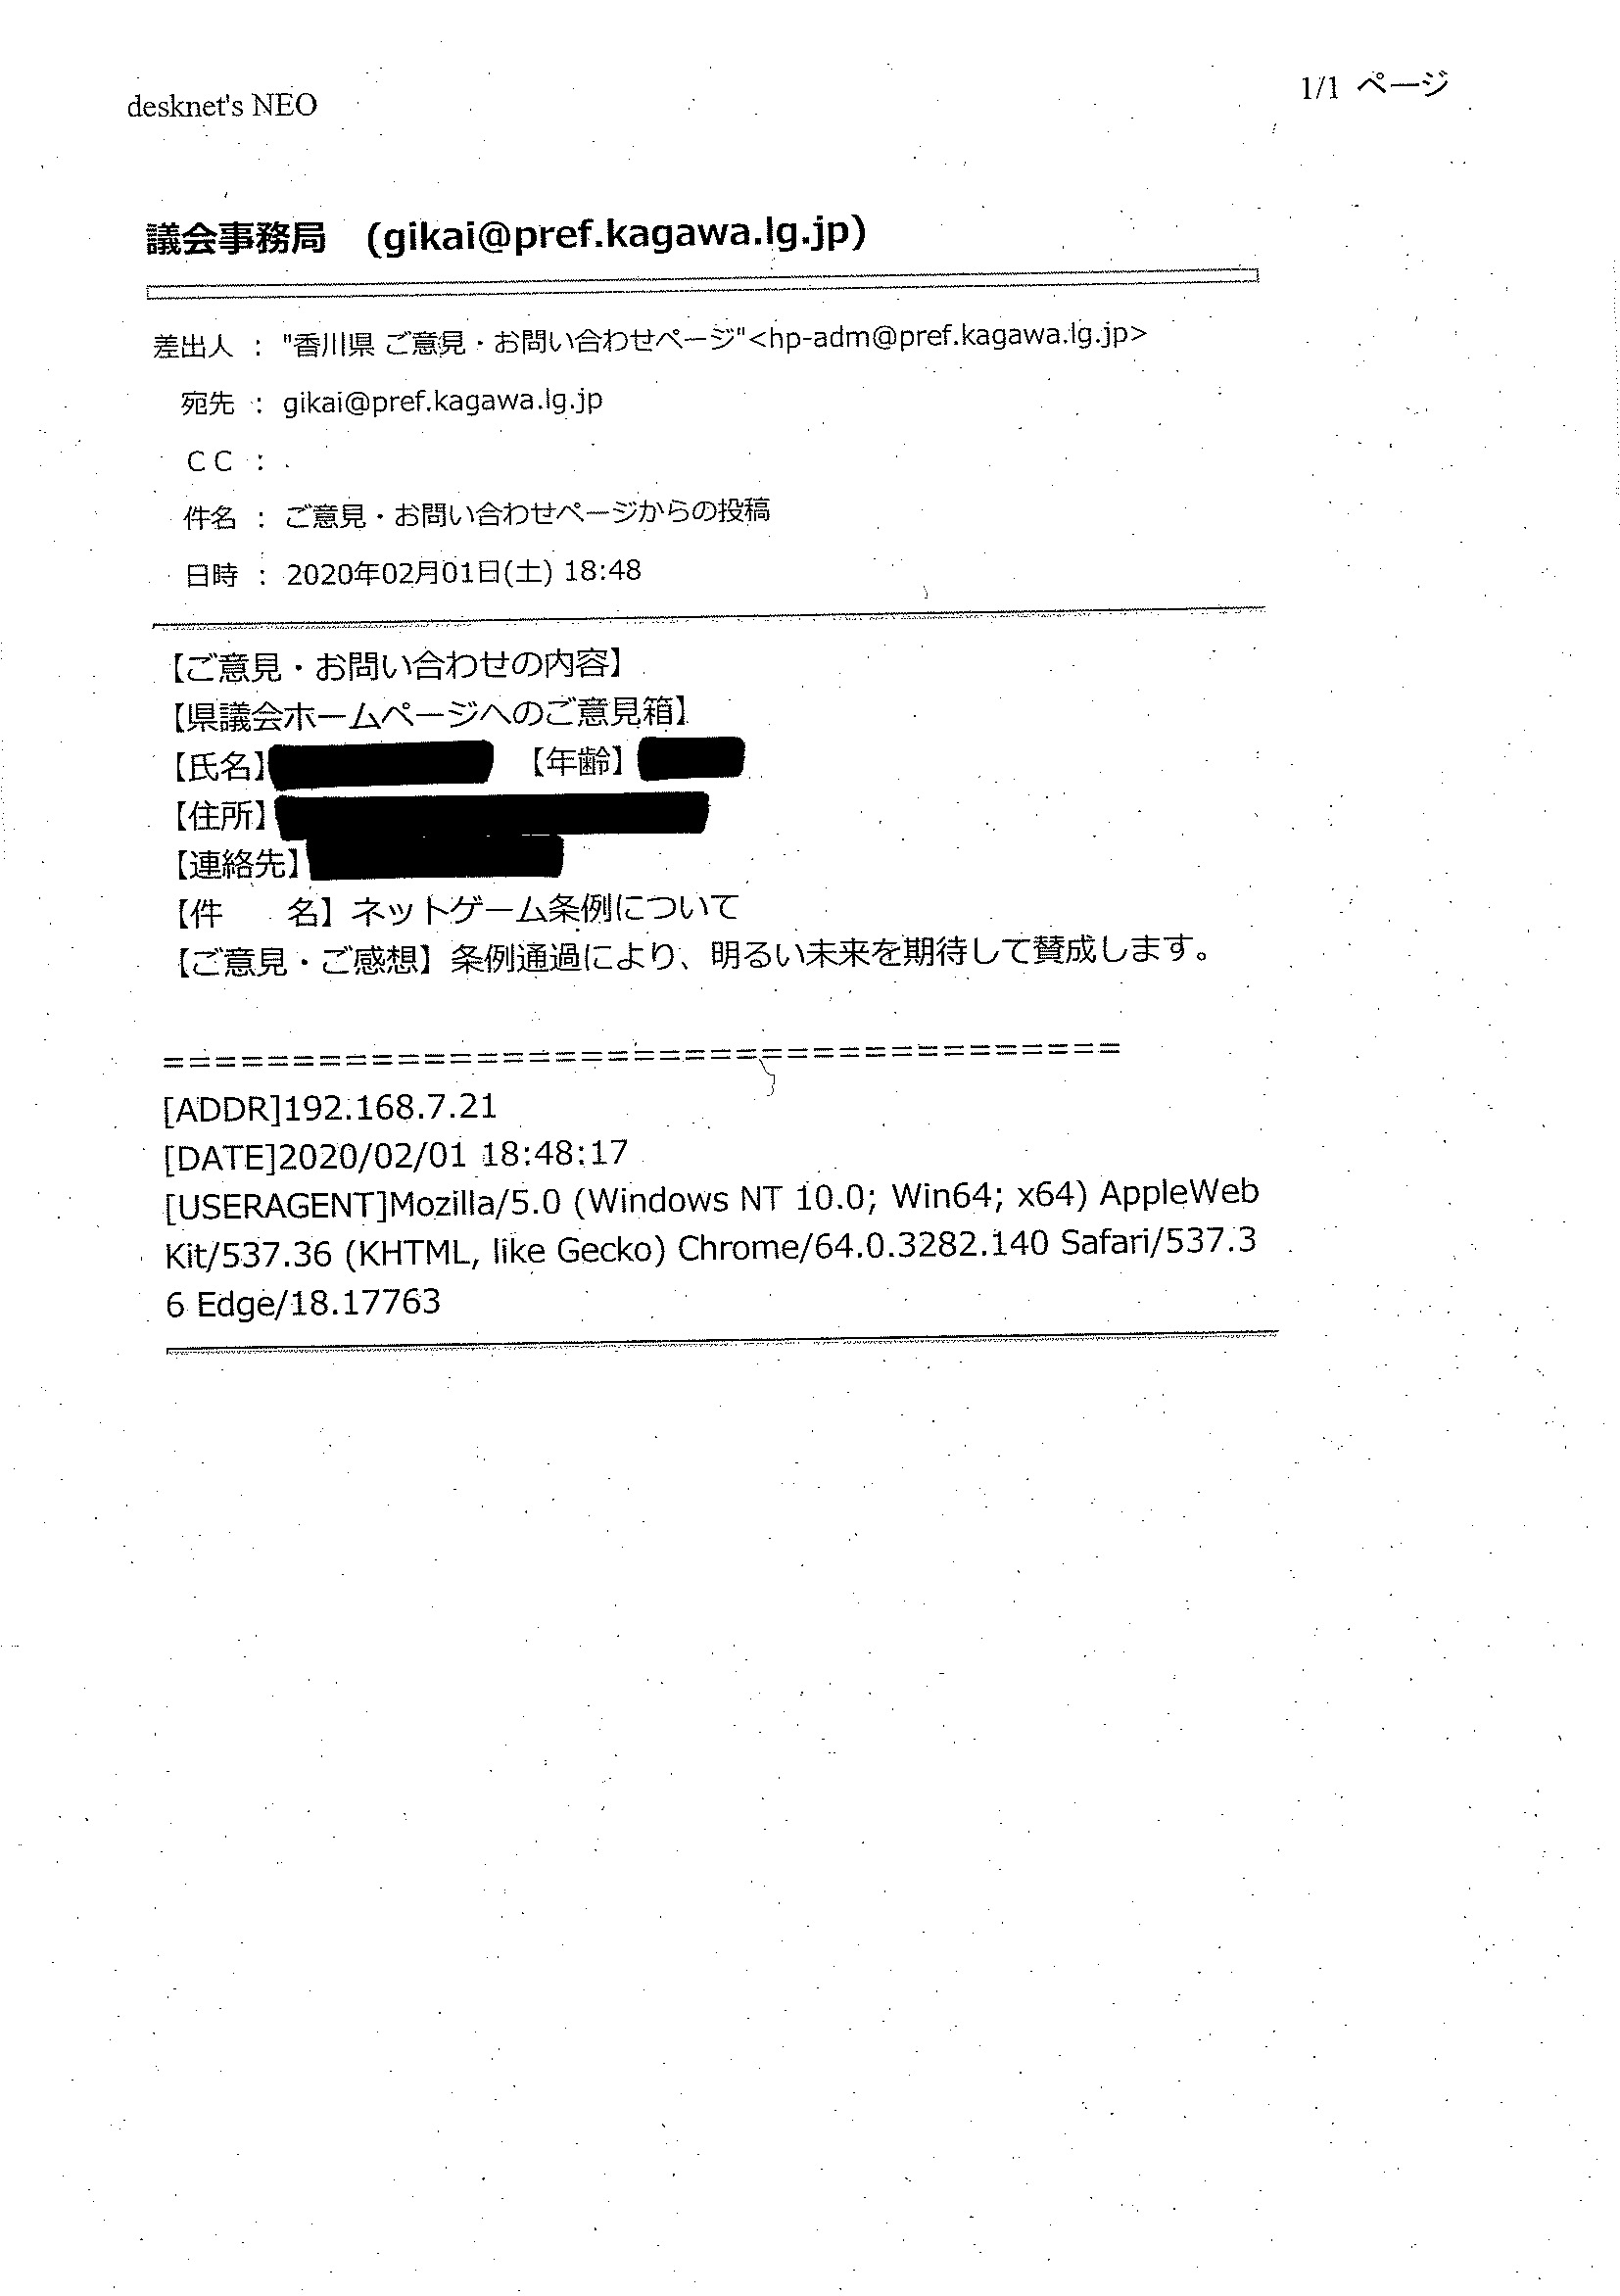 desknet's NEO
1/1 ページ
議会事務局　(gikai@pref.kagawa.lg.jp)
差出人 : "香川県 ご意見・お問い合わせページ"<hp-adm@pref.kagawa.lg.jp>
宛先 : gikai@pref.kagawa.lg.jp
ＣＣ :
件名 : ご意見・お問い合わせページからの投稿
日時 : 2020年02月01日(土) 18:48
【ご意見・お問い合わせの内容】
【県議会ホームページへのご意見箱】
【氏名】　【年齢】
【住所】
【連絡先】
【件　　名】ネットゲーム条例について
【ご意見・ご感想】条例通過により、明るい未来を期待して賛成します。
=====================================
[ADDR]192.168.7.21
[DATE]2020/02/01 18:48:17
[USERAGENT]Mozilla/5.0 (Windows NT 10.0; Win64; x64) AppleWeb
Kit/537.36 (KHTML, like Gecko) Chrome/64.0.3282.140 Safari/537.3
6 Edge/18.17763